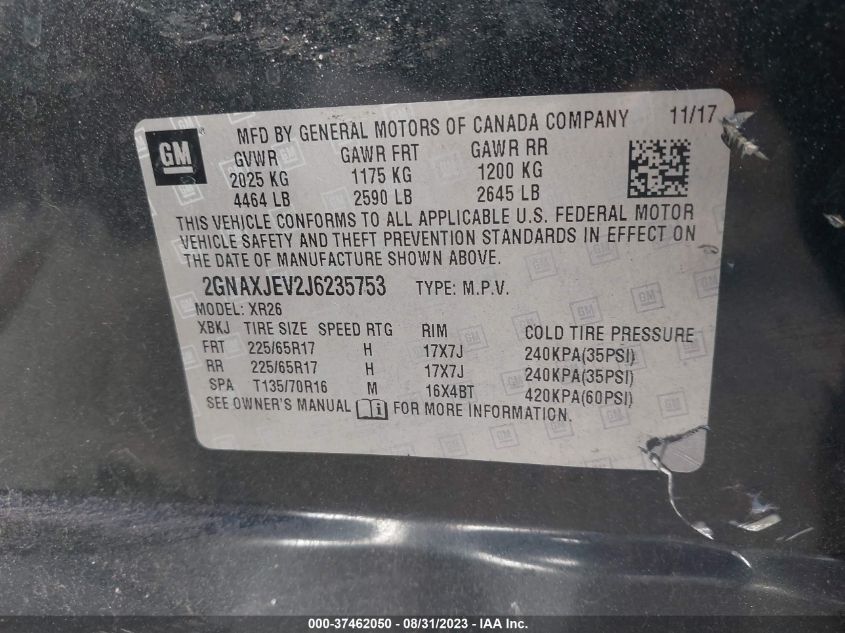 GM
MFD BY GENERAL MOTORS OF CANADA COMPANY 11/17
GVWR GAWR FRT GAWR RR
2025 KG 1175 KG 1200 KG
4464 LB 2590 LB 2645 LB
THIS VEHICLE CONFORMS TO ALL APPLICABLE U.S. FEDERAL MOTOR
VEHICLE SAFETY AND THEFT PREVENTION STANDARDS IN EFFECT ON
THE DATE OF MANUFACTURE SHOWN ABOVE.
2GNAXJEV2J6235753 TYPE: M.P.V.
MODEL: XR26
XBKJ TIRE SIZE SPEED RTG RIM COLD TIRE PRESSURE
FRT 225/65R17 H 17X7J 240KPA(35PSI)
RR 225/65R17 H 17X7J 240KPA(35PSI)
SPA T135/70R16 M 16X4BT 420KPA(60PSI)
SEE OWNER'S MANUAL i FOR MORE INFORMATION.
000-37462050 - 08/31/2023 - IAAI.com